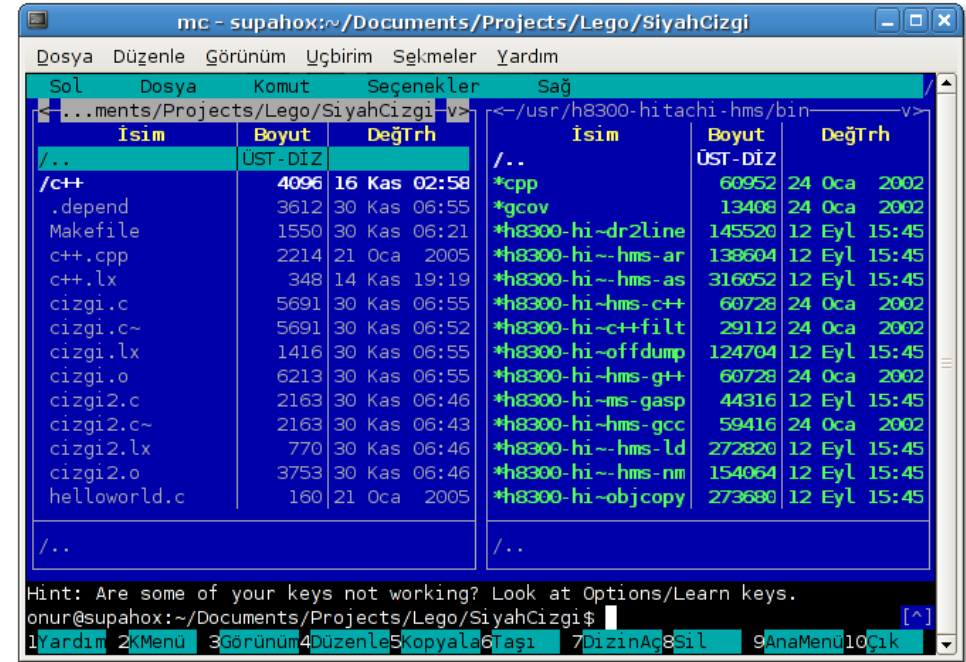 mc - supahox:~/Documents/Projects/Lego/SiyahCizgi
Dosya Düzenle Görünüm Uçbirim Sekmeler Yardım
Sol Dosya Komut Seçenekler Sağ /
<─ ...ments/Projects/Lego/SiyahCizgi─v> <─/usr/h8300-hitachi-hms/bin─v>
İsim Boyut DeğTrh İsim Boyut DeğTrh
/.. ÜST-DİZ /.. ÜST-DİZ
/c++ 4096 16 Kas 02:58 *cpp 60952 24 Oca 2002
.depend 3612 30 Kas 06:55 *gcov 13408 24 Oca 2002
Makefile 1550 30 Kas 06:21 *h8300-hi~dr2line 145520 12 Eyl 15:45
c++.cpp 2214 21 Oca 2005 *h8300-hi~-hms-ar 138604 12 Eyl 15:45
c++.lx 348 14 Kas 19:19 *h8300-hi~-hms-as 316052 12 Eyl 15:45
cizgi.c 5691 30 Kas 06:55 *h8300-hi~hms-c++ 60728 24 Oca 2002
cizgi.c~ 5691 30 Kas 06:52 *h8300-hi~c++filt 29112 24 Oca 2002
cizgi.lx 1416 30 Kas 06:55 *h8300-hi~offdump 124704 12 Eyl 15:45
cizgi.o 6213 30 Kas 06:55 *h8300-hi~hms-g++ 60728 24 Oca 2002
cizgi2.c 2163 30 Kas 06:46 *h8300-hi~ms-gasp 44316 12 Eyl 15:45
cizgi2.c~ 2163 30 Kas 06:43 *h8300-hi~hms-gcc 59416 24 Oca 2002
cizgi2.lx 770 30 Kas 06:46 *h8300-hi~-hms-ld 272820 12 Eyl 15:45
cizgi2.o 3753 30 Kas 06:46 *h8300-hi~-hms-nm 154064 12 Eyl 15:45
helloworld.c 160 21 Oca 2005 *h8300-hi~objcopy 273680 12 Eyl 15:45
/.. /..
Hint: Are some of your keys not working? Look at Options/Learn keys.
onur@supahox:~/Documents/Projects/Lego/SiyahCizgi$ [^]
1Yardım 2KMenü 3Görünüm4Düzenle5Kopyala6Taşı 7DizinAç8Sil 9AnaMenü10Çık